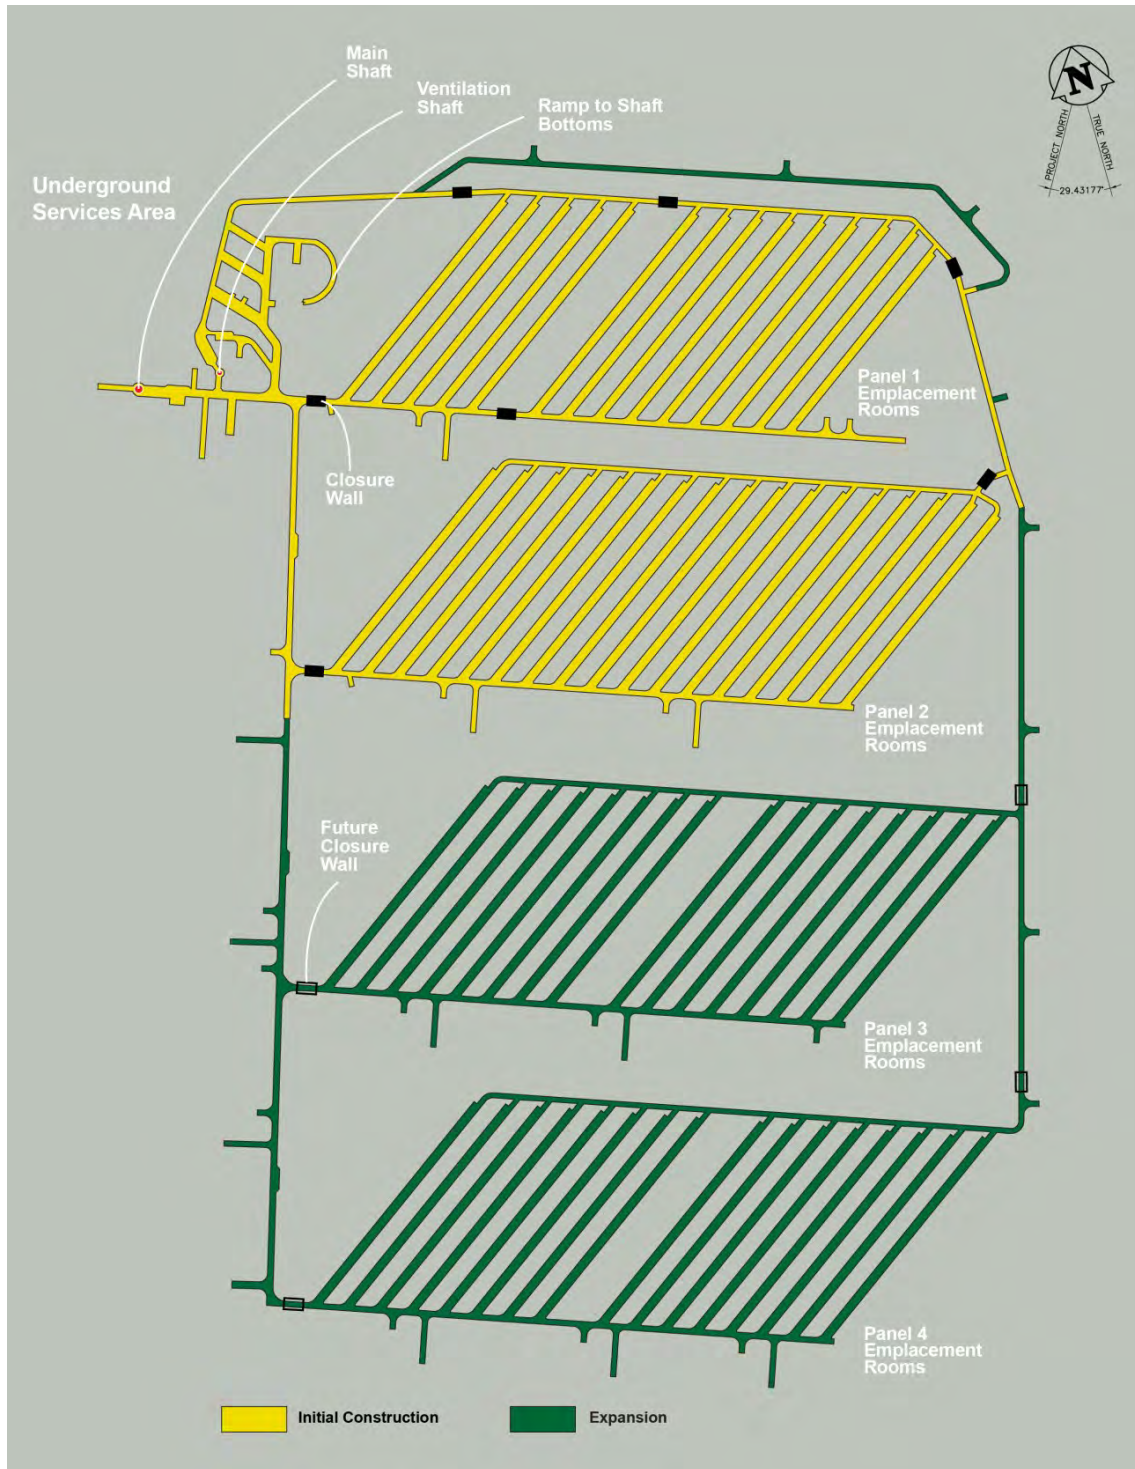 Main
Shaft
Ventilation
Shaft
Ramp to Shaft
Bottoms
N
PROJECT NORTH
TRUE NORTH
29.43177°
Underground
Services Area
Panel 1
Emplacement
Rooms
Closure
Wall
Panel 2
Emplacement
Rooms
Future
Closure
Wall
Panel 3
Emplacement
Rooms
Panel 4
Emplacement
Rooms
Initial Construction
Expansion